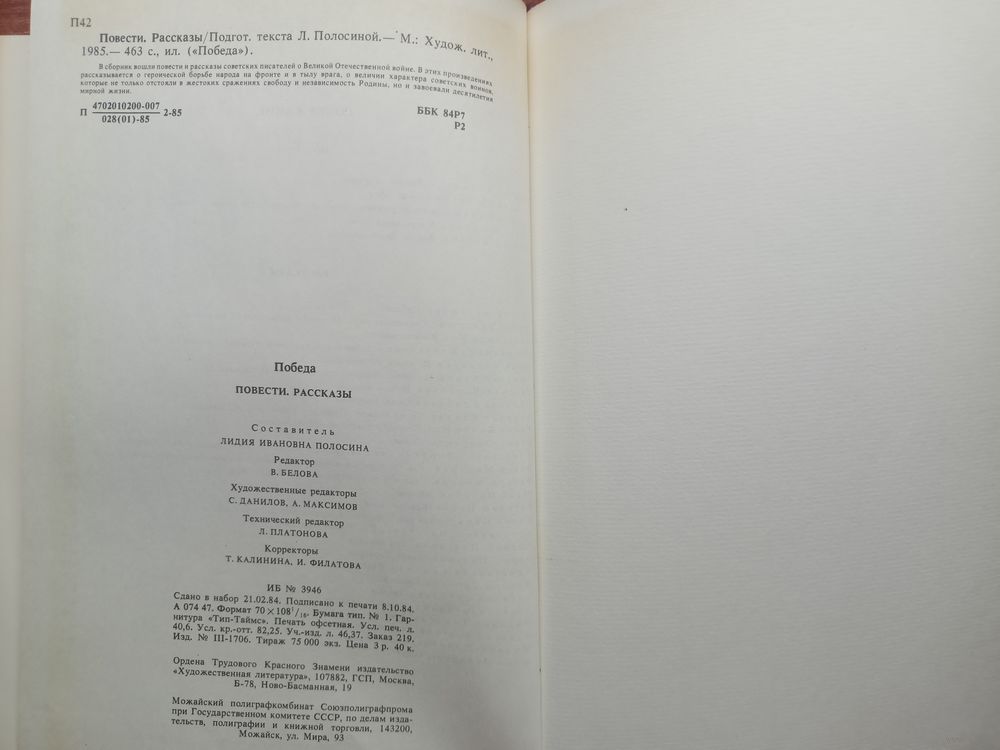 П42
Повести. Рассказы/Подгот. текста Л. Полосиной.— М.: Худож. лит.,
1985.— 463 с., ил. («Победа»).
В сборник вошли повести и рассказы советских писателей о Великой Отечественной войне. В этих произведениях
рассказывается о героической борьбе народа на фронте и в тылу врага, о величии характера советских воинов,
которые не только отстояли в жестоких сражениях свободу и независимость Родины, но и завоевали десятилетия
мирной жизни.
П 4702010200-007 2-85
028(01)-85
ББК 84Р7
Р2
Победа
ПОВЕСТИ. РАССКАЗЫ
Составитель
ЛИДИЯ ИВАНОВНА ПОЛОСИНА
Редактор
В. БЕЛОВА
Художественные редакторы
С. ДАНИЛОВ, А. МАКСИМОВ
Технический редактор
Л. ПЛАТОНОВА
Корректоры
Т. КАЛИНИНА, И. ФИЛАТОВА
ИБ № 3946
Сдано в набор 21.02.84. Подписано к печати 8.10.84.
А 074 47. Формат 70×108¹/₁₆. Бумага тип. № 1. Гар-
нитура «Тип-Таймс». Печать офсетная. Усл. печ. л.
40,6. Усл. кр.-отт. 82,25. Уч.-изд. л. 46,37. Заказ 219.
Изд. № III-1706. Тираж 75 000 экз. Цена 3 р. 40 к.
Ордена Трудового Красного Знамени издательство
«Художественная литература», 107882, ГСП, Москва,
Б-78, Ново-Басманная, 19
Можайский полиграфкомбинат Союзполиграфпрома
при Государственном комитете СССР, по делам изда-
тельств, полиграфии и книжной торговли, 143200,
Можайск, ул. Мира, 93